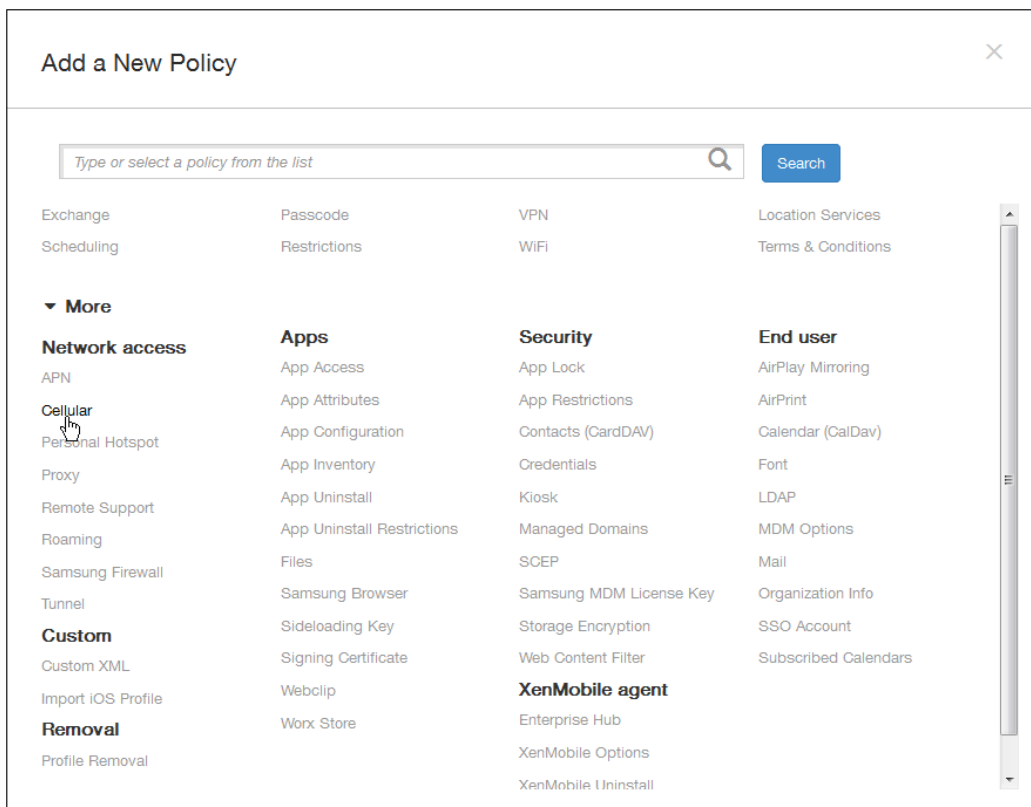 Add a New Policy
Type or select a policy from the list
Search
Exchange
Passcode
VPN
Location Services
Scheduling
Restrictions
WiFi
Terms & Conditions
More
Network access
APN
Cellular
Personal Hotspot
Proxy
Remote Support
Roaming
Samsung Firewall
Tunnel
Custom
Custom XML
Import iOS Profile
Removal
Profile Removal
Apps
App Access
App Attributes
App Configuration
App Inventory
App Uninstall
App Uninstall Restrictions
Files
Samsung Browser
Sideloading Key
Signing Certificate
Webclip
Worx Store
Security
App Lock
App Restrictions
Contacts (CardDAV)
Credentials
Kiosk
Managed Domains
SCEP
Samsung MDM License Key
Storage Encryption
Web Content Filter
XenMobile agent
Enterprise Hub
XenMobile Options
XenMobile Uninstall
End user
AirPlay Mirroring
AirPrint
Calendar (CalDav)
Font
LDAP
MDM Options
Mail
Organization Info
SSO Account
Subscribed Calendars